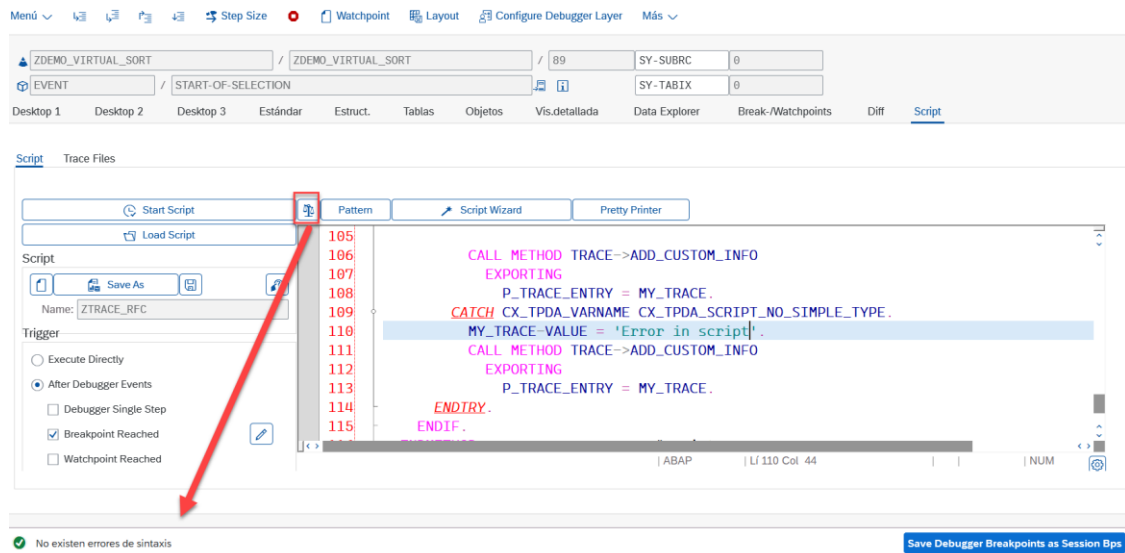 Menú Step Size Watchpoint Layout Configure Debugger Layer Más
ZDEMO_VIRTUAL_SORT / ZDEMO_VIRTUAL_SORT / 89 SY-SUBRC 0
EVENT / START-OF-SELECTION SY-TABIX 0
Desktop 1 Desktop 2 Desktop 3 Estándar Estruct. Tablas Objetos Vis.detallada Data Explorer Break-/Watchpoints Diff Script
Script Trace Files
Start Script Pattern Script Wizard Pretty Printer
Load Script
Script
Save As
Name: ZTRACE_RFC
Trigger
Execute Directly
After Debugger Events
Debugger Single Step
Breakpoint Reached
Watchpoint Reached
105
106 CALL METHOD TRACE->ADD_CUSTOM_INFO
107 EXPORTING
108 P_TRACE_ENTRY = MY_TRACE.
109 CATCH CX_TPDA_VARNAME CX_TPDA_SCRIPT_NO_SIMPLE_TYPE.
110 MY_TRACE-VALUE = 'Error in script'.
111 CALL METHOD TRACE->ADD_CUSTOM_INFO
112 EXPORTING
113 P_TRACE_ENTRY = MY_TRACE.
114 ENDTRY.
115 ENDIF.
ABAP Lí 110 Col 44 NUM
No existen errores de sintaxis Save Debugger Breakpoints as Session Bps